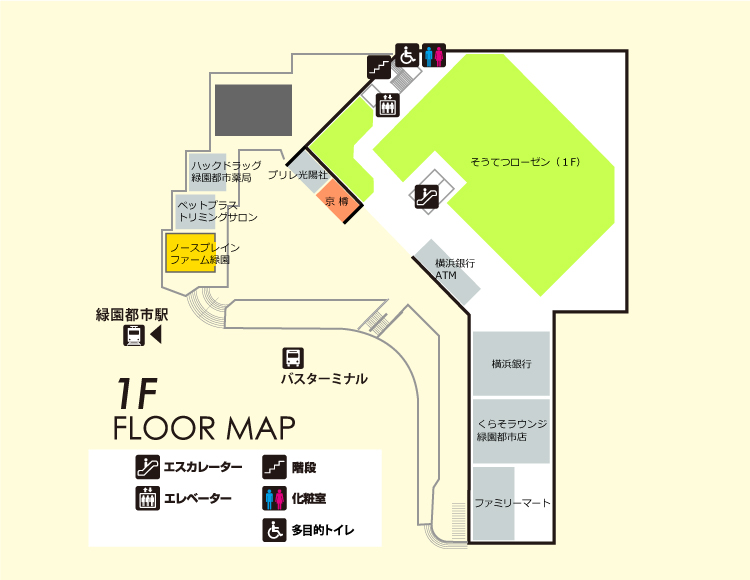 そうてつローゼン（1F）
ハックドラッグ
緑園都市薬局
プリレ光陽社
ペットプラス
トリミングサロン
京樽
ノースプレイン
ファーム緑園
横浜銀行
ATM
緑園都市駅
バスターミナル
横浜銀行
1F
FLOOR MAP
くらそラウンジ
緑園都市店
エスカレーター
階段
エレベーター
化粧室
ファミリーマート
多目的トイレ